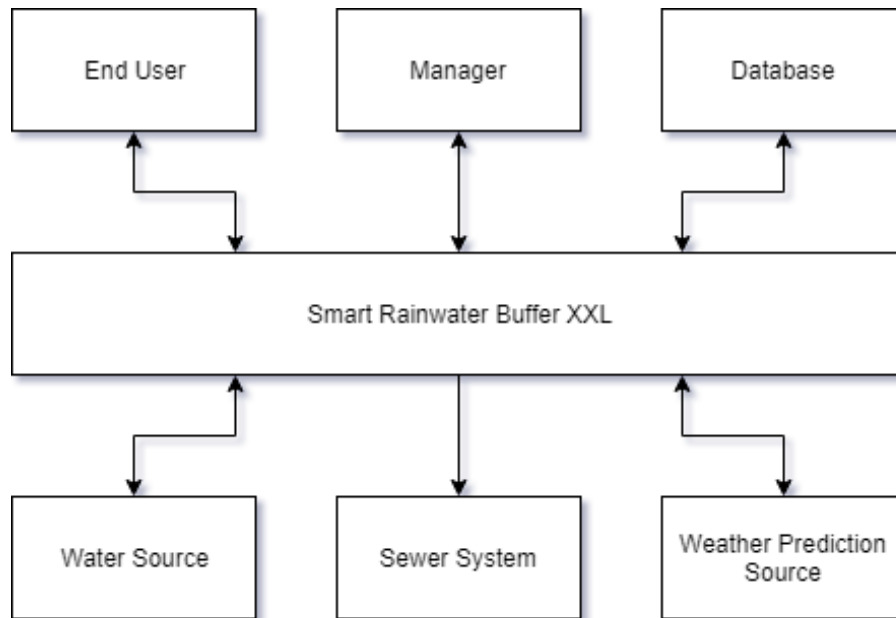 End User
Manager
Database
Smart Rainwater Buffer XXL
Water Source
Sewer System
Weather Prediction
Source